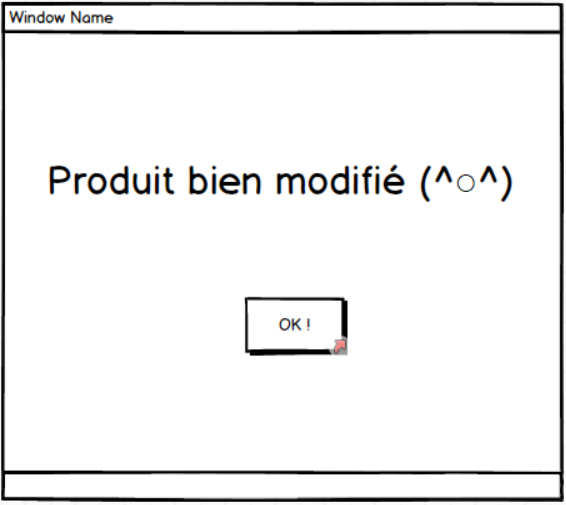 Window Name
Produit bien modifié (^○^)
OK !